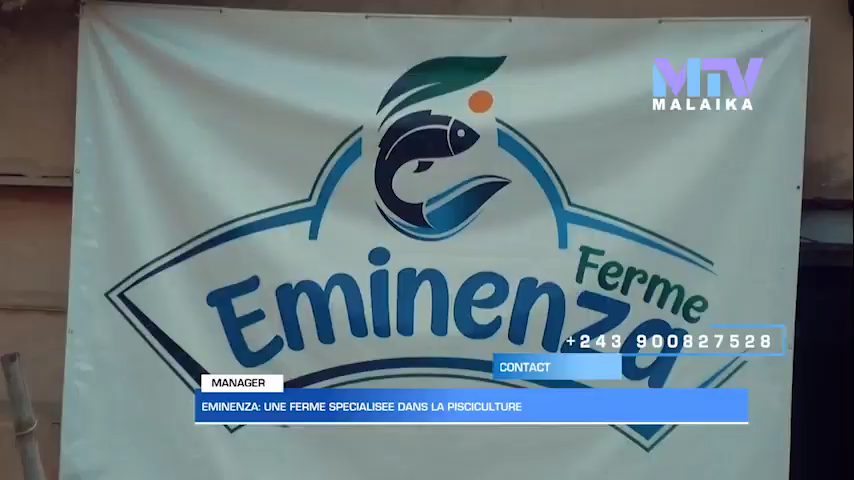 MTV
MALAIKA
Ferme
Eminenza
+243 900827528
CONTACT
MANAGER
EMINENZA: UNE FERME SPECIALISEE DANS LA PISCICULTURE